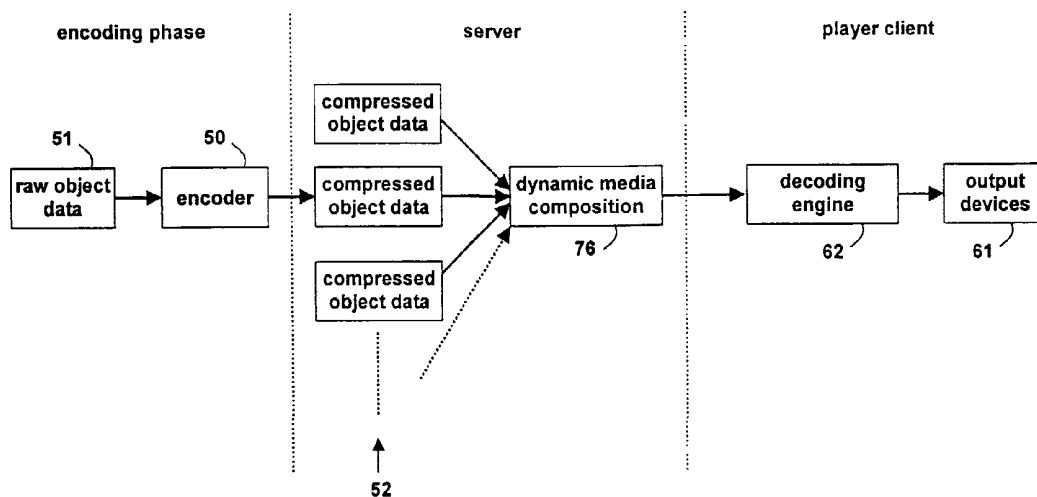 encoding phase
server
player client
51
raw object
data
50
encoder
compressed
object data
compressed
object data
compressed
object data
52
dynamic media
composition
76
decoding
engine
62
output
devices
61